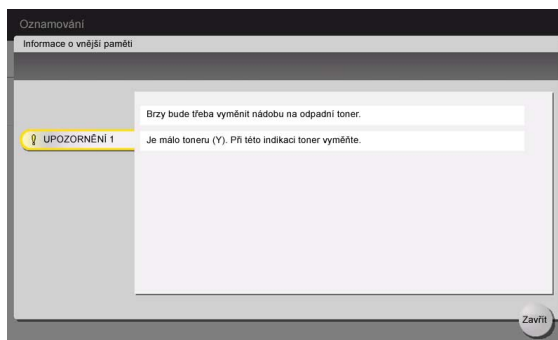 Oznamování
Informace o vnější paměti
Brzy bude třeba vyměnit nádobu na odpadní toner.
UPOZORNĚNÍ 1
Je málo toneru (Y). Při této indikaci toner vyměňte.
Zavřít